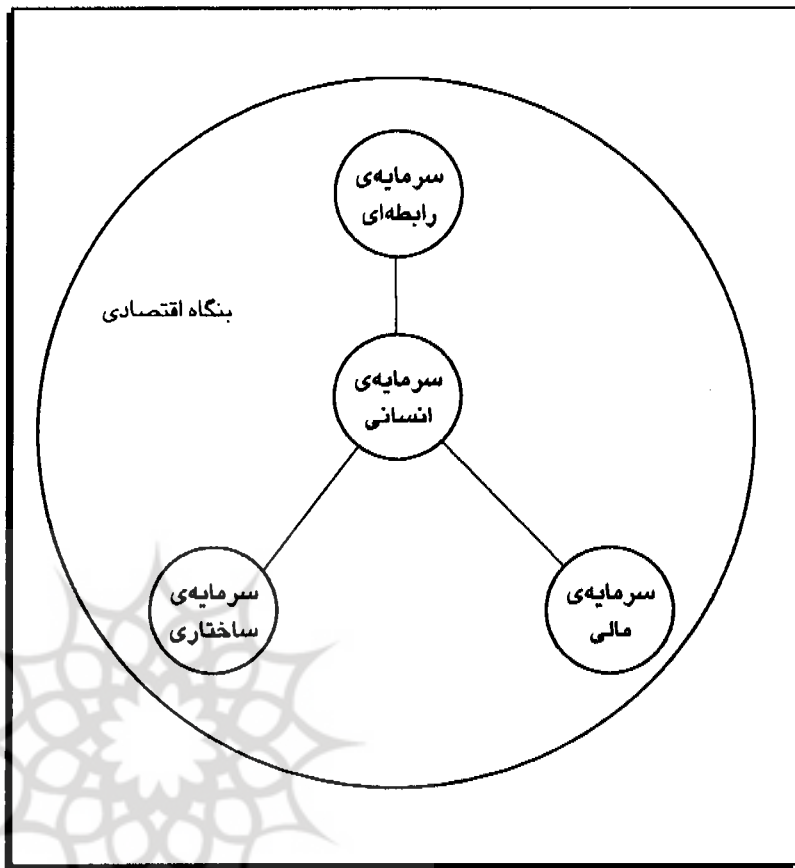 سرمایه‌ی
رابطه‌ای
بنگاه اقتصادی
سرمایه‌ی
انسانی
سرمایه‌ی
ساختاری
سرمایه‌ی
مالی